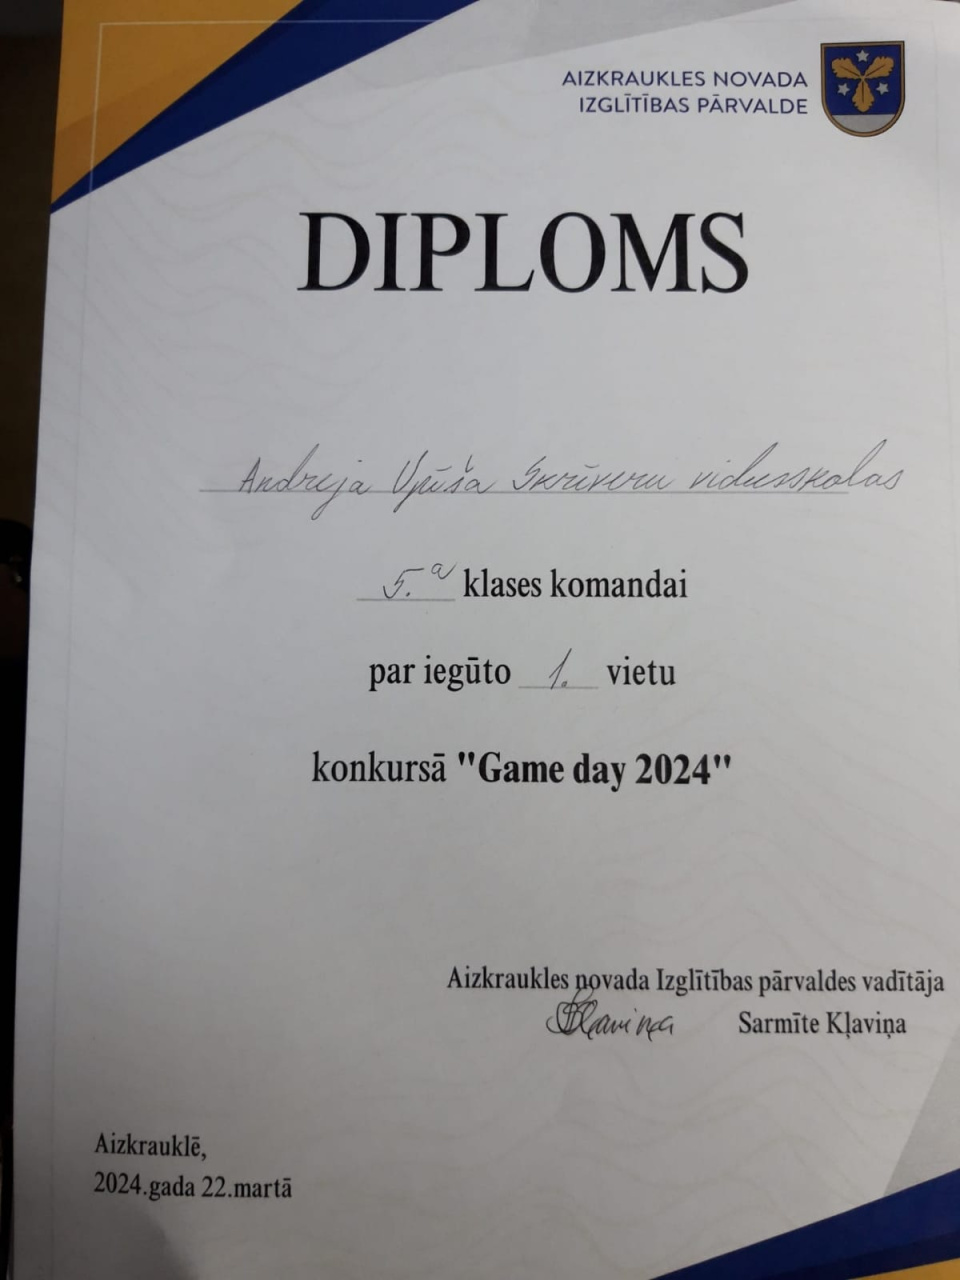 AIZKRAUKLES NOVADA
IZGLĪTĪBAS PĀRVALDE
DIPLOMS
Andreja Upīša Skrīveru vidusskolas
5.a klases komandai
par iegūto 1. vietu
konkursā "Game day 2024"
Aizkraukles novada Izglītības pārvaldes vadītāja
SKļaviņa Sarmīte Kļaviņa
Aizkrauklē,
2024.gada 22.martā